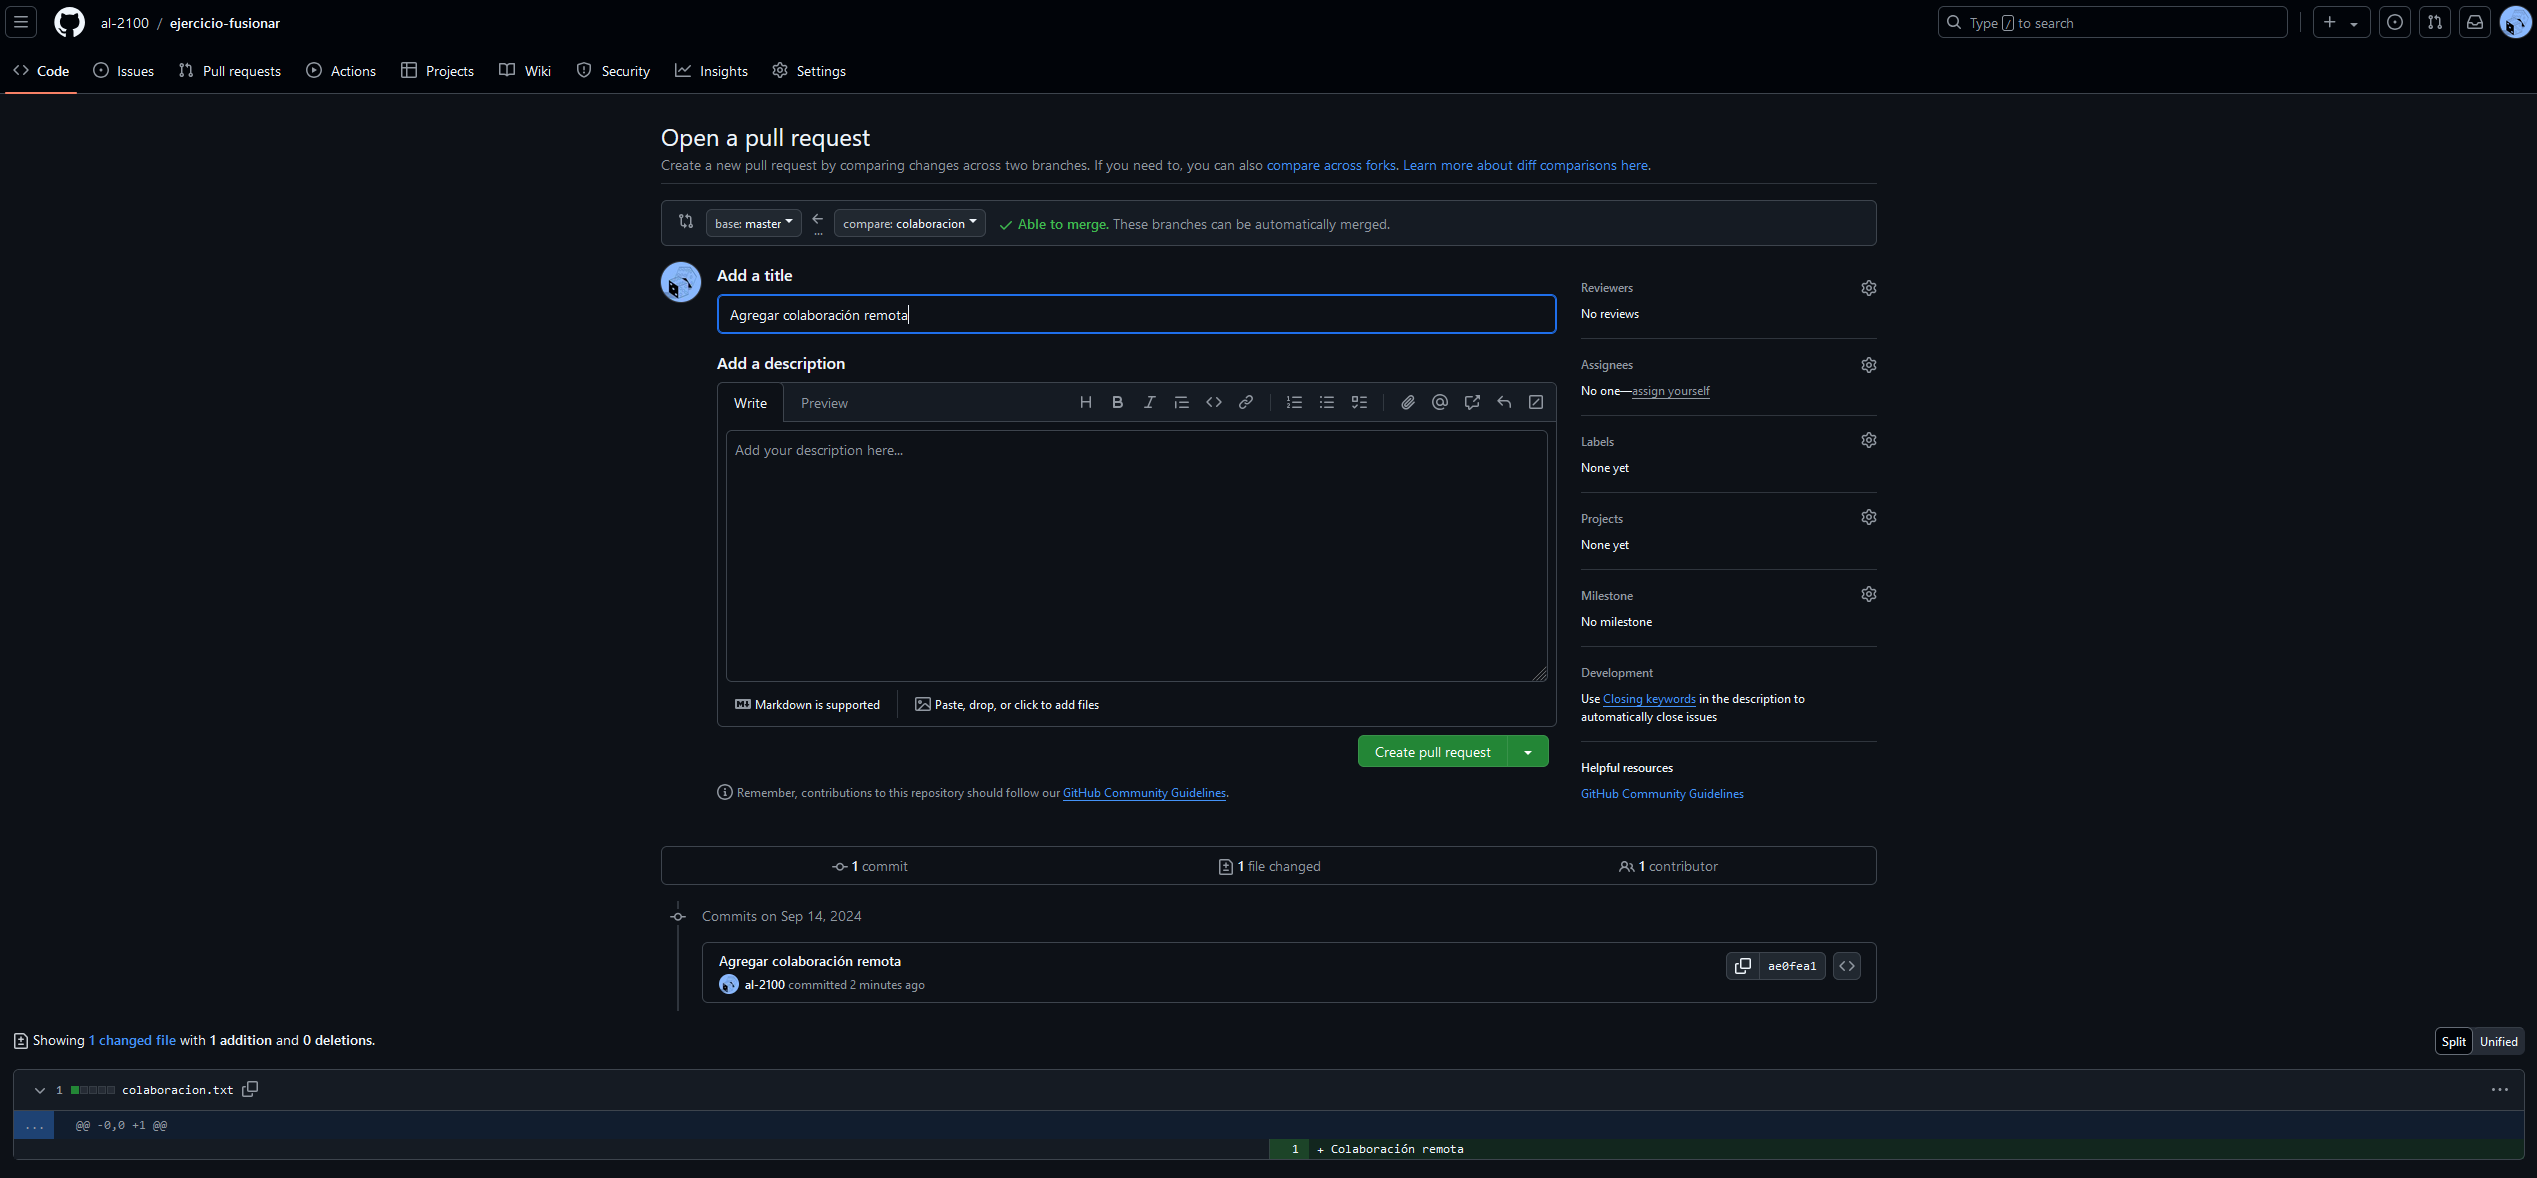 al-2100 / ejercicio-fusionar
Type / to search
Code Issues Pull requests Actions Projects Wiki Security Insights Settings
Open a pull request
Create a new pull request by comparing changes across two branches. If you need to, you can also compare across forks. Learn more about diff comparisons here.
base: master ... compare: colaboracion Able to merge. These branches can be automatically merged.
Add a title
Agregar colaboración remota
Add a description
Write Preview
Add your description here...
Markdown is supported
Paste, drop, or click to add files
Create pull request
Remember, contributions to this repository should follow our GitHub Community Guidelines.
Reviewers
No reviews
Assignees
No one—assign yourself
Labels
None yet
Projects
None yet
Milestone
No milestone
Development
Use Closing keywords in the description to
automatically close issues
Helpful resources
GitHub Community Guidelines
1 commit
1 file changed
1 contributor
Commits on Sep 14, 2024
Agregar colaboración remota
al-2100 committed 2 minutes ago
ae0fea1
Showing 1 changed file with 1 addition and 0 deletions.
Split Unified
1 colaboracion.txt
... @@ -0,0 +1 @@
1 + Colaboración remota